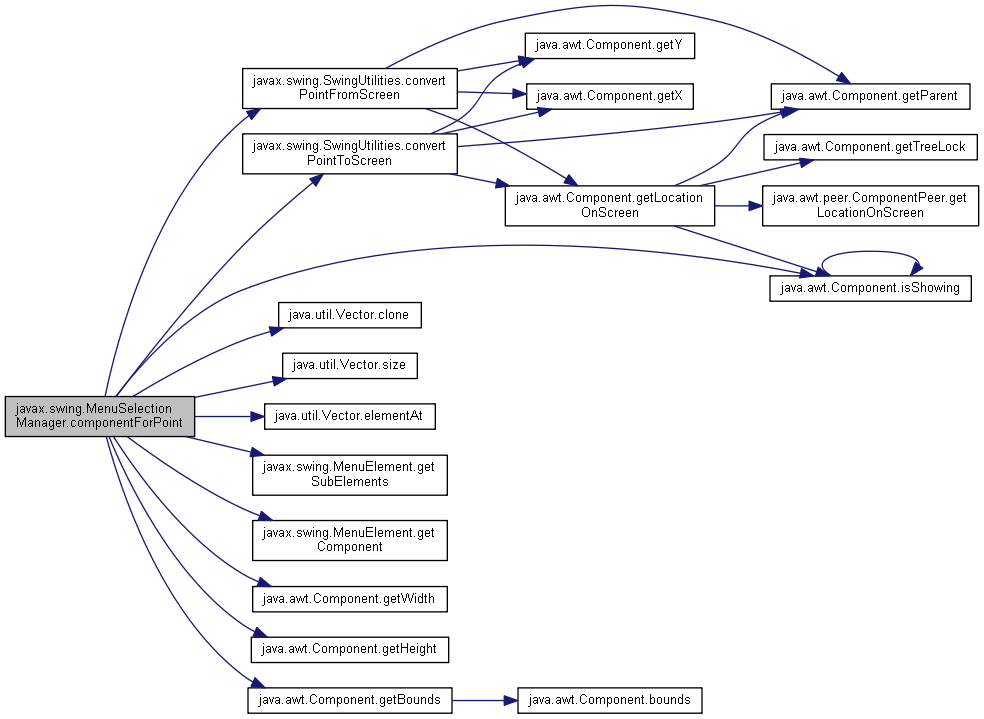 java.awt.Component.getY
javax.swing.SwingUtilities.convert
PointFromScreen
java.awt.Component.getX
java.awt.Component.getParent
javax.swing.SwingUtilities.convert
PointToScreen
java.awt.Component.getTreeLock
java.awt.Component.getLocation
OnScreen
java.awt.peer.ComponentPeer.get
LocationOnScreen
java.awt.Component.isShowing
java.util.Vector.clone
java.util.Vector.size
javax.swing.MenuSelection
Manager.componentForPoint
java.util.Vector.elementAt
javax.swing.MenuElement.get
SubElements
javax.swing.MenuElement.get
Component
java.awt.Component.getWidth
java.awt.Component.getHeight
java.awt.Component.getBounds
java.awt.Component.bounds